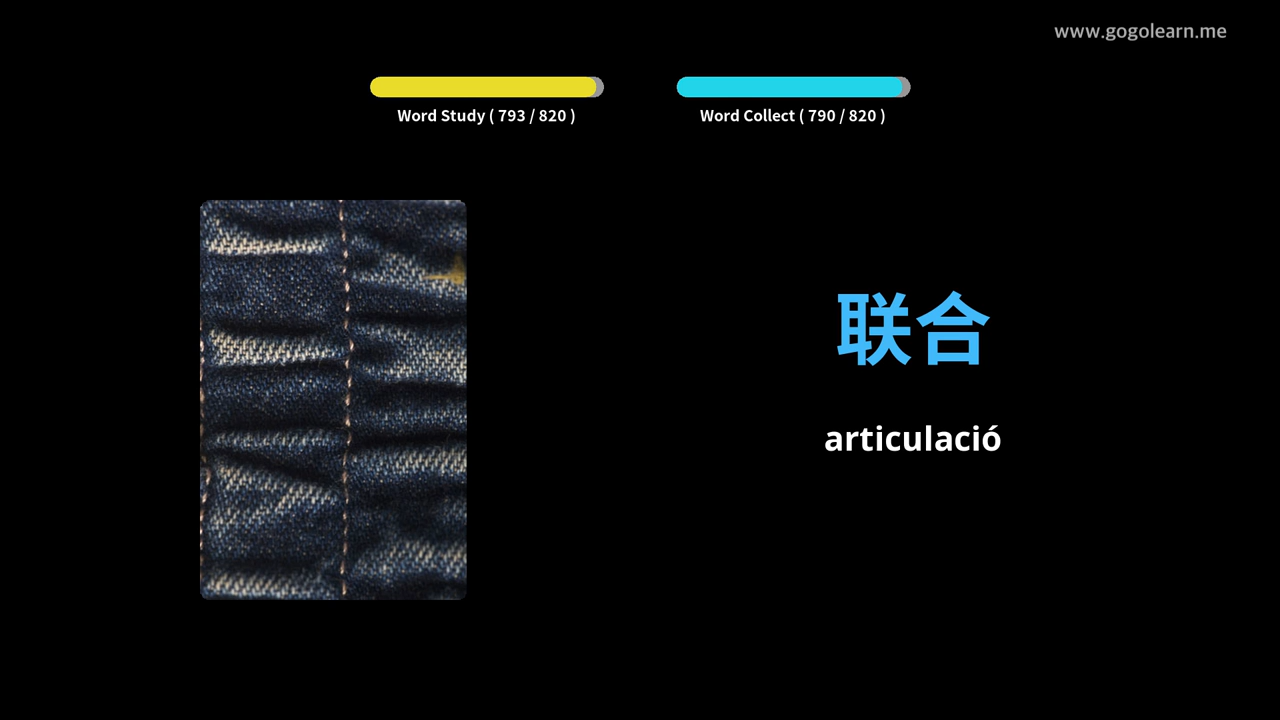 www.gogolearn.me
Word Study ( 793 / 820 )
Word Collect ( 790 / 820 )
联合
articulació